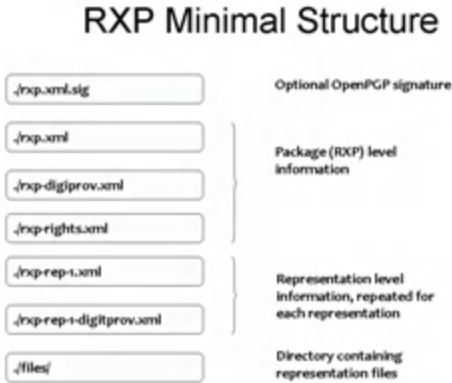 RXP Minimal Structure
./rxp.xml.sig
Optional OpenPGP signature
./rxp.xml
Package (RXP) level
information
./rxp-digiprov.xml
./rxp-rights.xml
./rxp-rep-1.xml
Representation level
information, repeated for
each representation
./rxp-rep-1-digitprov.xml
./files/
Directory containing
representation files